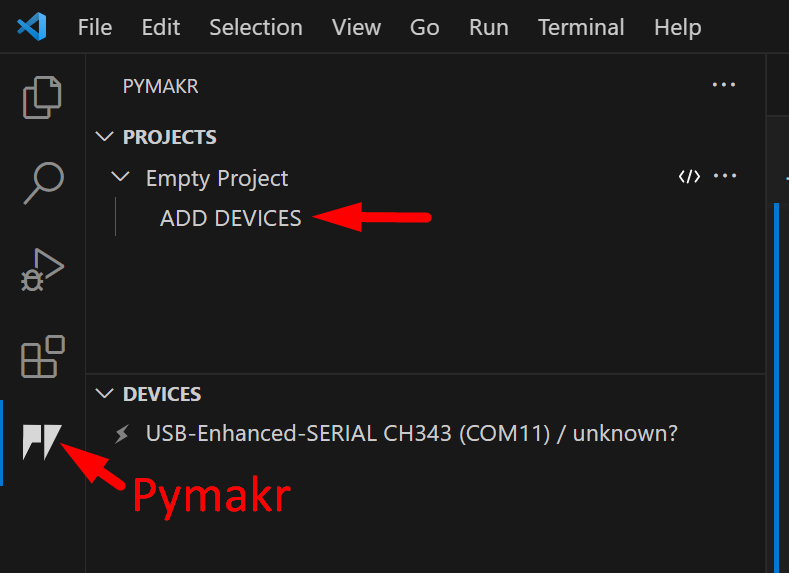 File Edit Selection View Go Run Terminal Help
PYMAKR
PROJECTS
Empty Project
ADD DEVICES
DEVICES
USB-Enhanced-SERIAL CH343 (COM11) / unknown?
Pymakr